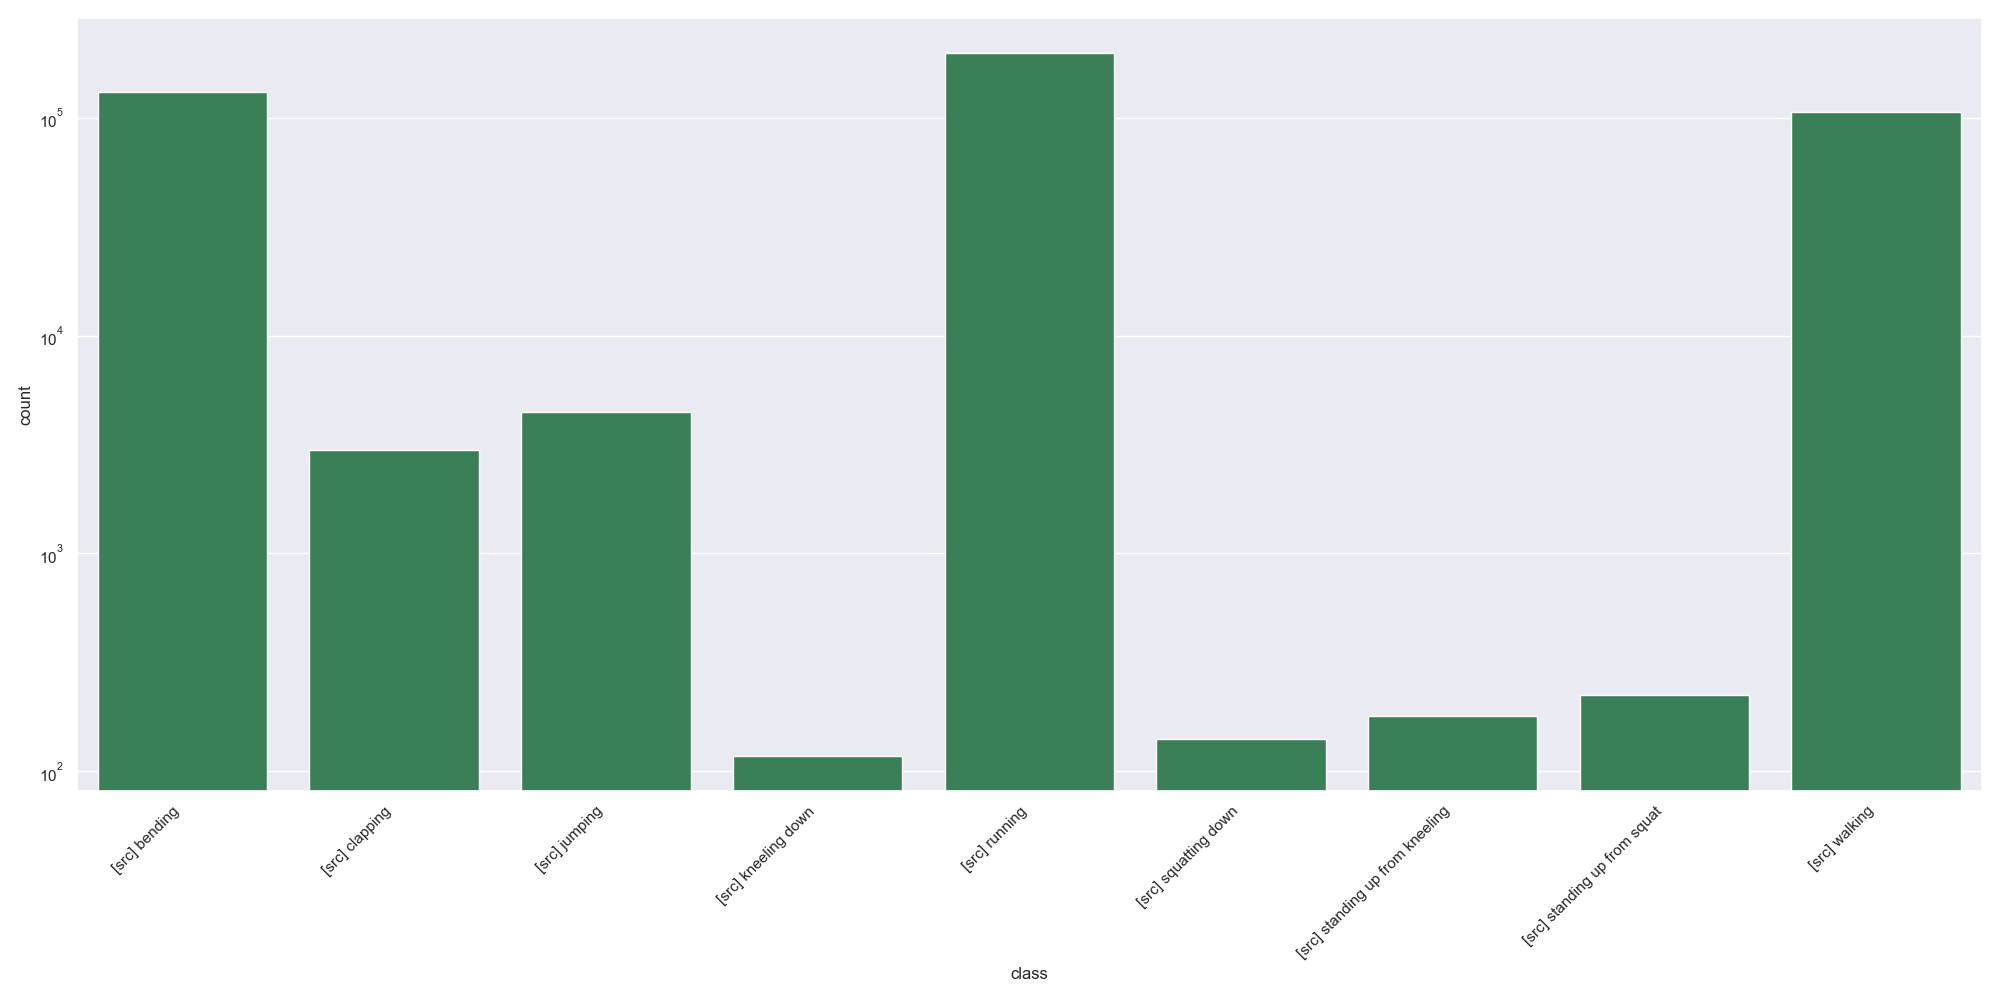 count
10^5
10^4
10^3
10^2
[src] bending
[src] clapping
[src] jumping
[src] kneeling down
[src] running
[src] squatting down
[src] standing up from kneeling
[src] standing up from squat
[src] walking
class